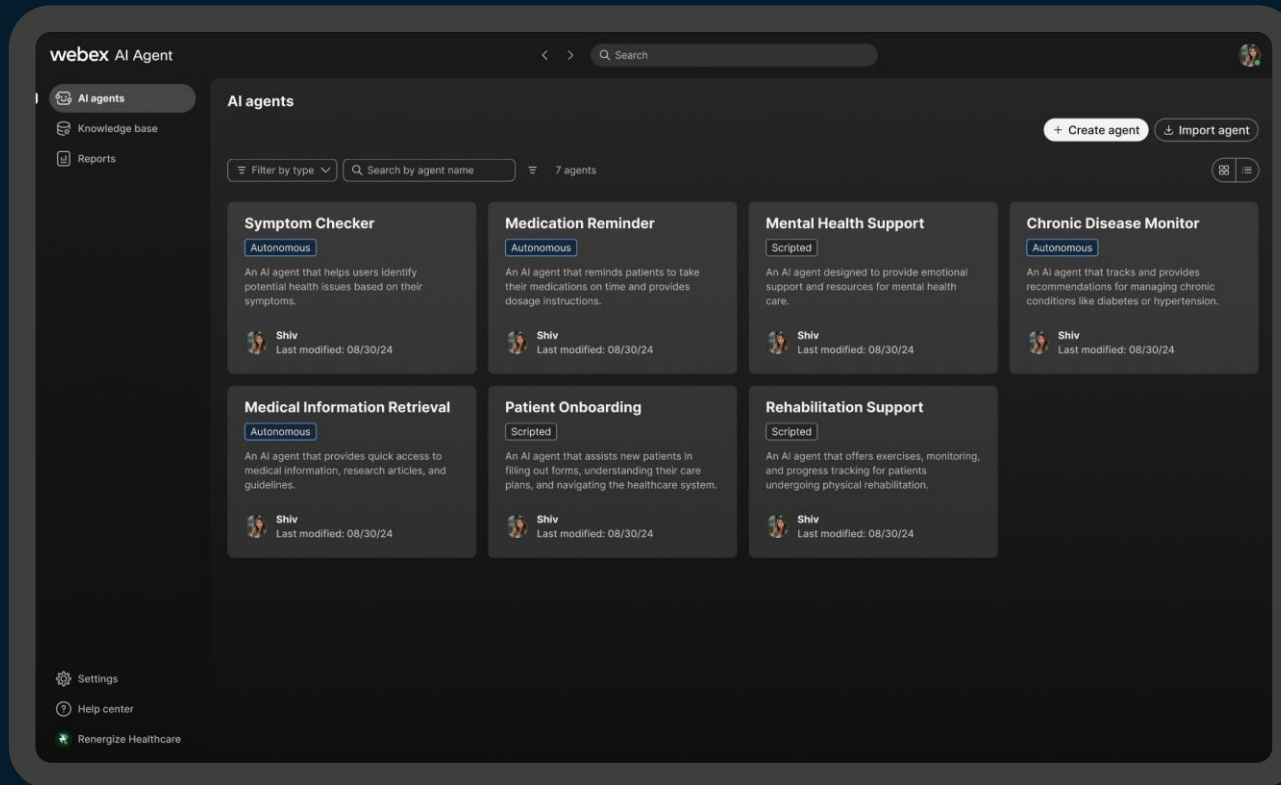 webex AI Agent
Search
AI agents
Knowledge base
Reports
AI agents
+ Create agent
Import agent
Filter by type
Search by agent name
7 agents
Symptom Checker
Autonomous
An AI agent that helps users identify
potential health issues based on their
symptoms.
Shiv
Last modified: 08/30/24
Medication Reminder
Autonomous
An AI agent that reminds patients to take
their medications on time and provides
dosage instructions.
Shiv
Last modified: 08/30/24
Mental Health Support
Scripted
An AI agent designed to provide emotional
support and resources for mental health
care.
Shiv
Last modified: 08/30/24
Chronic Disease Monitor
Autonomous
An AI agent that tracks and provides
recommendations for managing chronic
conditions like diabetes or hypertension.
Shiv
Last modified: 08/30/24
Medical Information Retrieval
Autonomous
An AI agent that provides quick access to
medical information, research articles, and
guidelines.
Shiv
Last modified: 08/30/24
Patient Onboarding
Scripted
An AI agent that assists new patients in
filling out forms, understanding their care
plans, and navigating the healthcare system.
Shiv
Last modified: 08/30/24
Rehabilitation Support
Scripted
An AI agent that offers exercises, monitoring,
and progress tracking for patients
undergoing physical rehabilitation.
Shiv
Last modified: 08/30/24
Settings
Help center
Renergize Healthcare